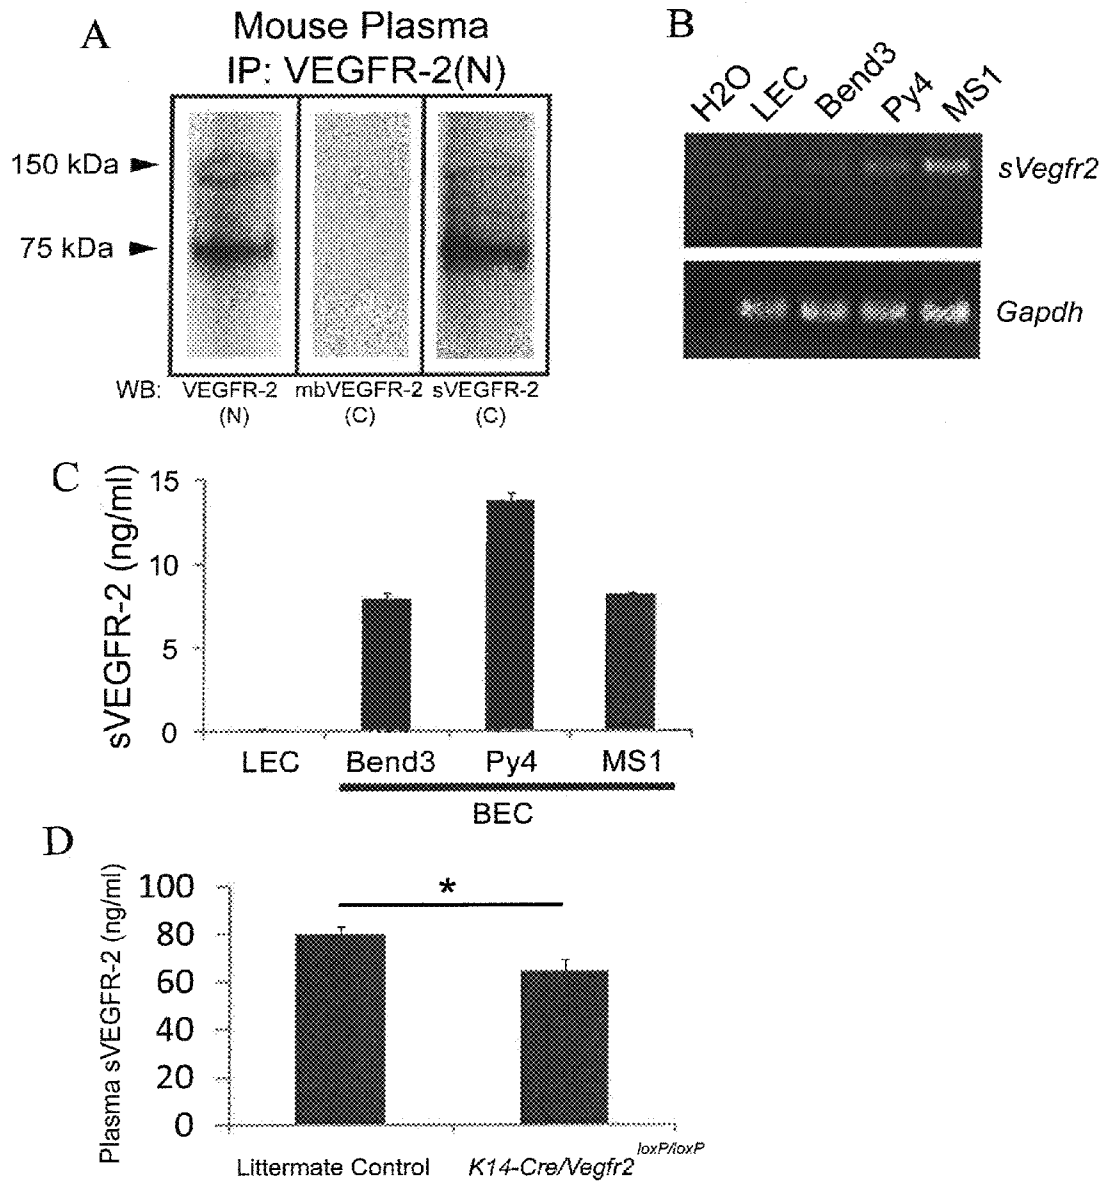 A
Mouse Plasma
IP: VEGFR-2(N)
150 kDa
75 kDa
WB: VEGFR-2 (N) mbVEGFR-2 (C) sVEGFR-2 (C)
B
H2O LEC Bend3 Py4 MS1
sVegfr2
Gapdh
C
sVEGFR-2 (ng/ml)
15
10
5
0
LEC Bend3 Py4 MS1
BEC
D
Plasma sVEGFR-2 (ng/ml)
100
80
60
40
20
0
*
Littermate Control K14-Cre/Vegfr2 loxP/loxP